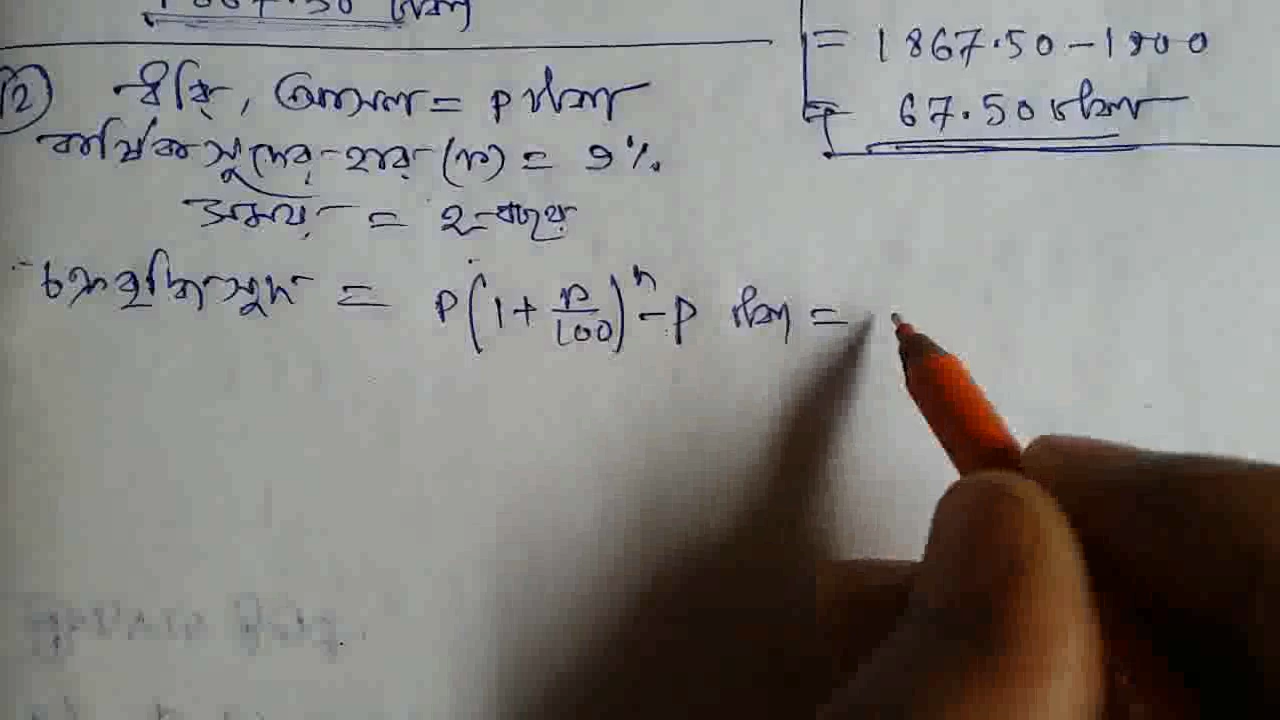 = 1867.50 - 1800
= 67.50 টাকা
(2) ধরি, আসল = P টাকা
বার্ষিক সুদের হার (r) = 9%.
সময় = 2 বছর
চক্রবৃদ্ধি সুদ = P(1 + r/100)^n - P টাকা =